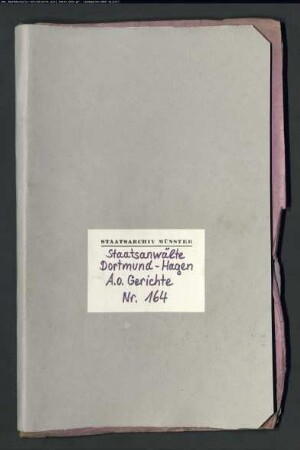 STAATSARCHIV MÜNSTER
Staatsanwälte
Dortmund-Hagen
A.o. Gerichte
Nr. 164